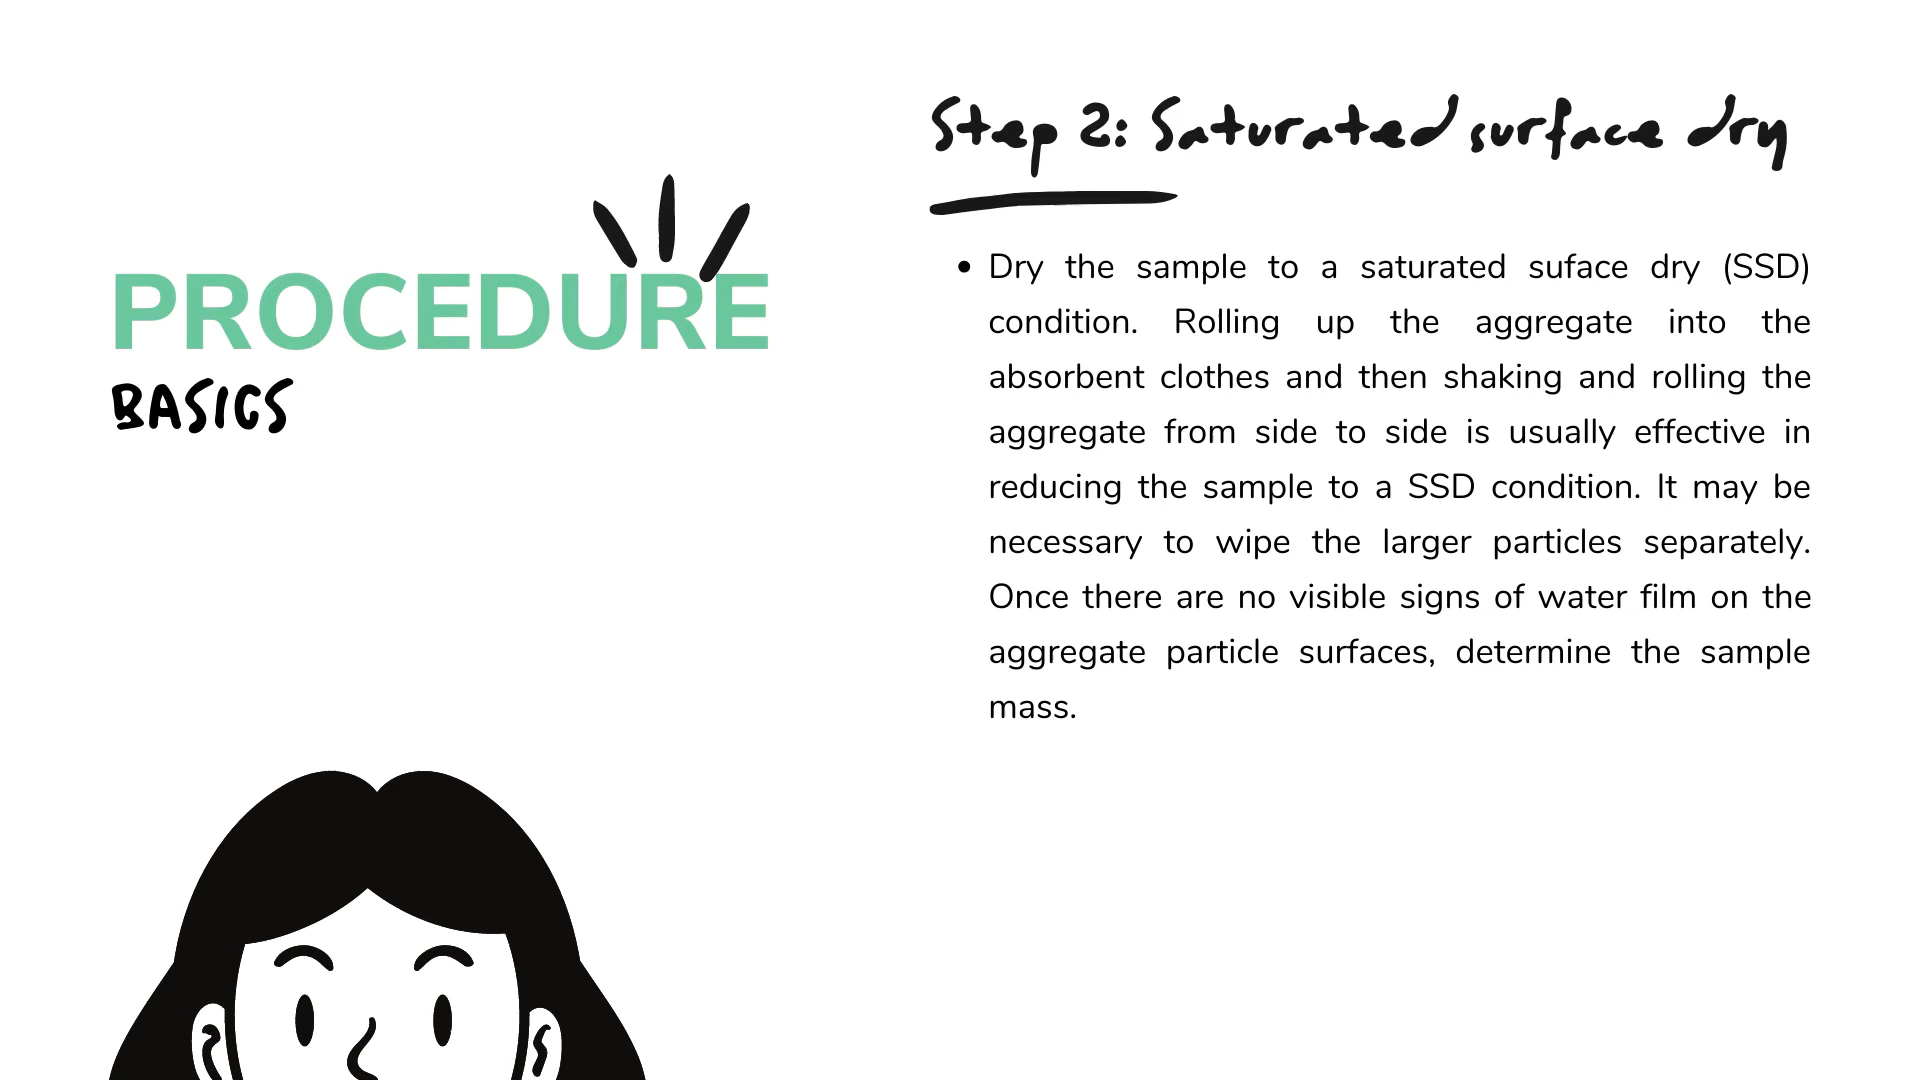 PROCEDURE
BASICS
Step 2: Saturated surface dry
• Dry the sample to a saturated suface dry (SSD)
condition. Rolling up the aggregate into the
absorbent clothes and then shaking and rolling the
aggregate from side to side is usually effective in
reducing the sample to a SSD condition. It may be
necessary to wipe the larger particles separately.
Once there are no visible signs of water film on the
aggregate particle surfaces, determine the sample
mass.